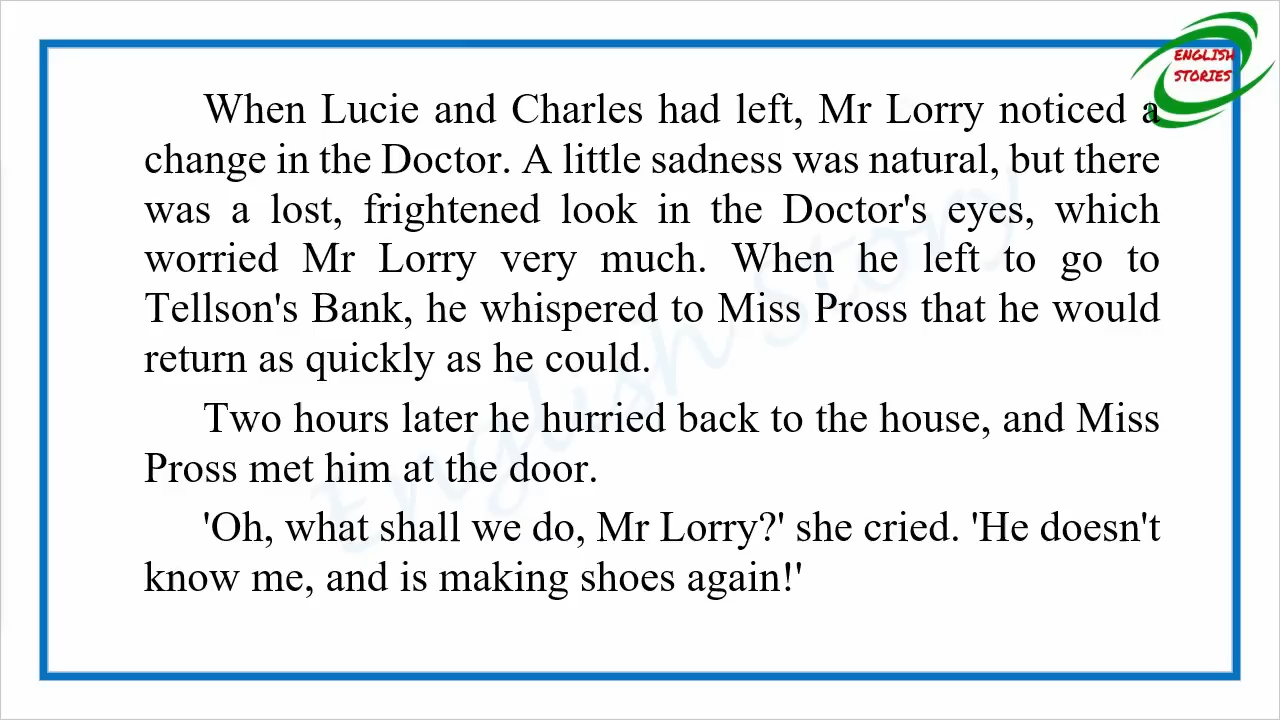 ENGLISH
STORIES
When Lucie and Charles had left, Mr Lorry noticed a
change in the Doctor. A little sadness was natural, but there
was a lost, frightened look in the Doctor's eyes, which
worried Mr Lorry very much. When he left to go to
Tellson's Bank, he whispered to Miss Pross that he would
return as quickly as he could.
Two hours later he hurried back to the house, and Miss
Pross met him at the door.
'Oh, what shall we do, Mr Lorry?' she cried. 'He doesn't
know me, and is making shoes again!'
English Story